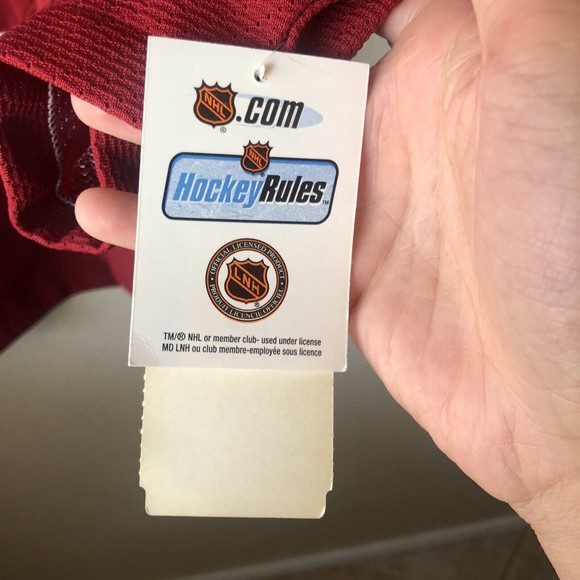 NHL
® .com
NHL
HockeyRules ™
OFFICIAL LICENSED PRODUCT
LNH ®
PRODUIT LICENCIÉ OFFICIEL
TM/® NHL or member club- used under license
MD LNH ou club membre-employée sous licence